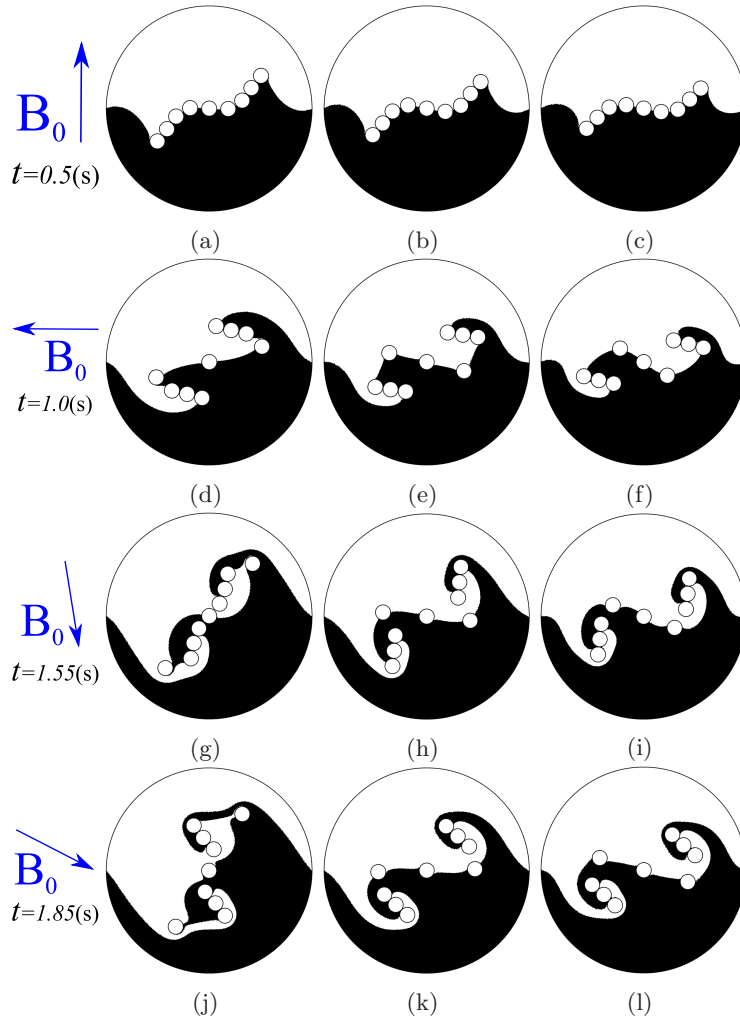 B₀
t=0.5(s)
(a) (b) (c)
B₀
t=1.0(s)
(d) (e) (f)
B₀
t=1.55(s)
(g) (h) (i)
B₀
t=1.85(s)
(j) (k) (l)